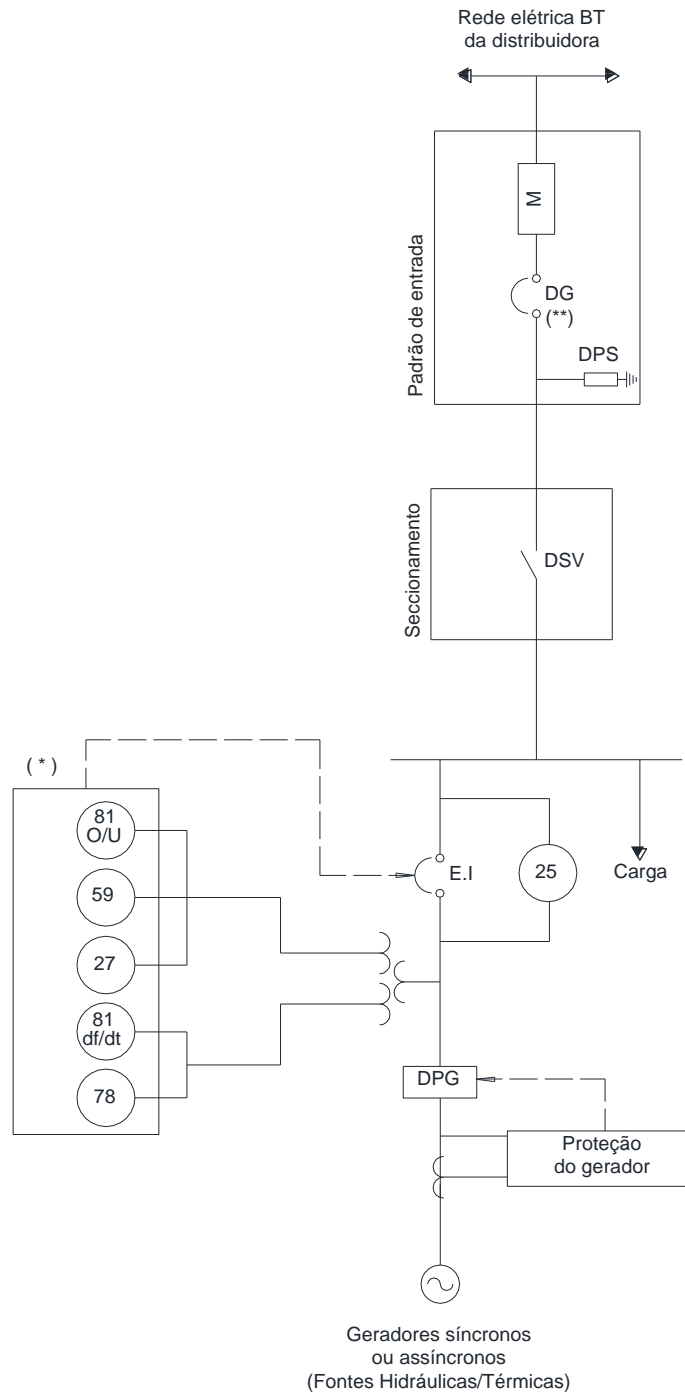 Rede elétrica BT
da distribuidora
Padrão de entrada
M
DG
(**)
DPS
Seccionamento
DSV
( * )
81
O/U
59
27
81
df/dt
78
E.I
25
Carga
DPG
Proteção
do gerador
Geradores síncronos
ou assíncronos
(Fontes Hidráulicas/Térmicas)